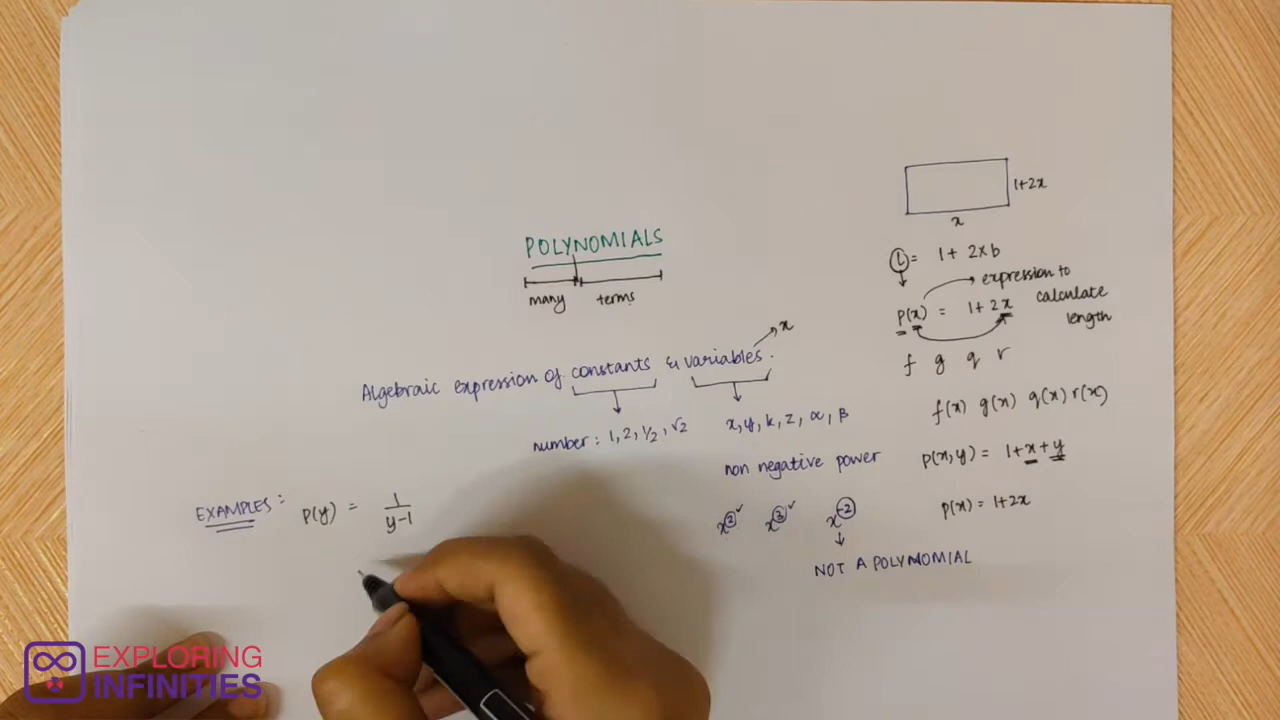 POLYNOMIALS
many terms
Algebraic expression of constants & variables. x
number : 1, 2, 1/2, √2
x, y, k, z, α, β
non negative power
x² ✓ x³ ✓ x⁻²
NOT A POLYNOMIAL
EXAMPLES : P(y) = 1/(y-1)
1+2x
x
L = 1 + 2×b
expression to
calculate
length
P(x) = 1+2x
f g q r
f(x) g(x) q(x) r(x)
P(x,y) = 1+x+y
P(x) = 1+2x
EXPLORING
INFINITIES